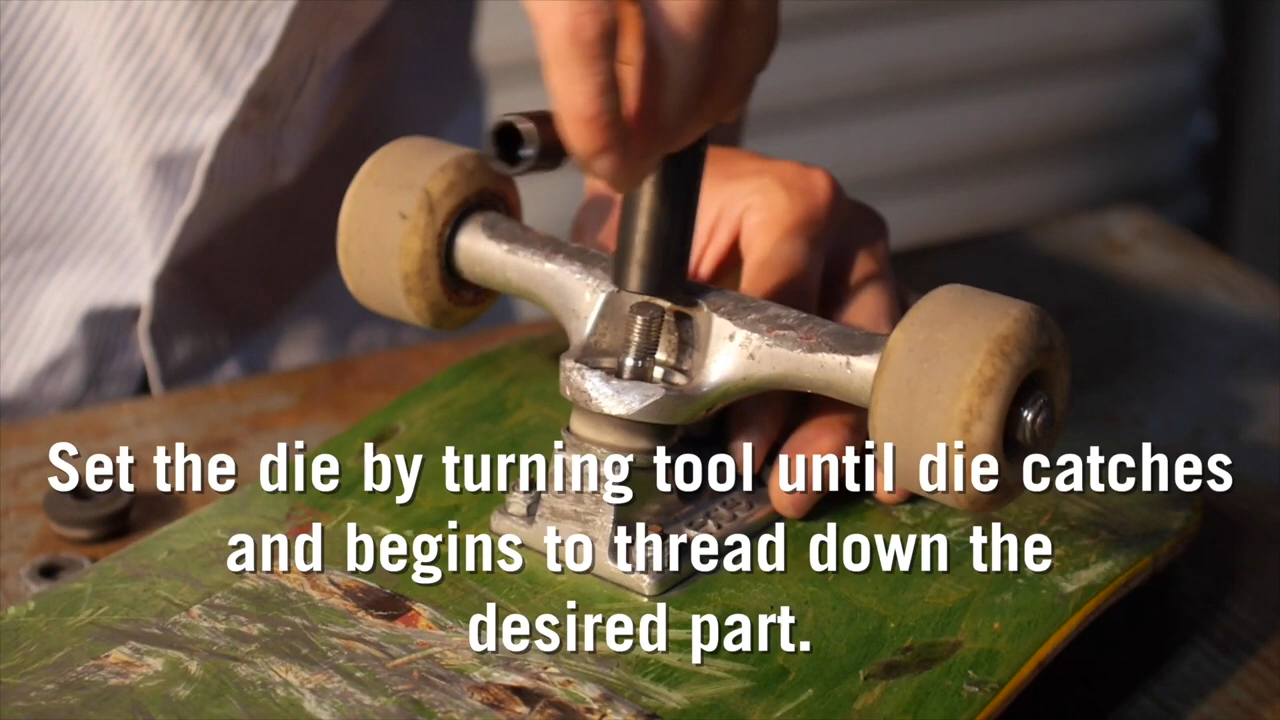 Set the die by turning tool until die catches
and begins to thread down the
desired part.